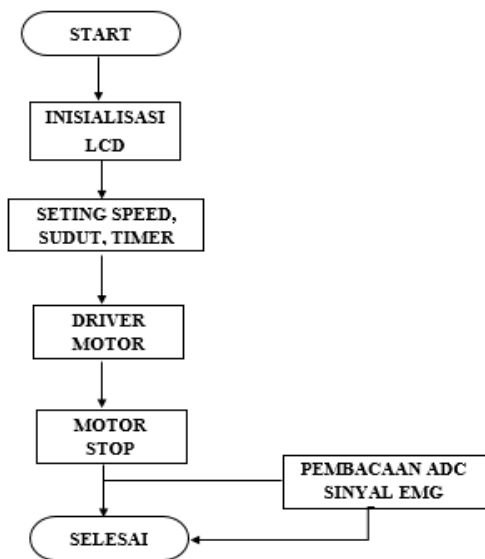 START
INISIALISASI
LCD
SETING SPEED,
SUDUT, TIMER
DRIVER
MOTOR
MOTOR
STOP
PEMBACAAN ADC
SINYAL EMG
SELESAI